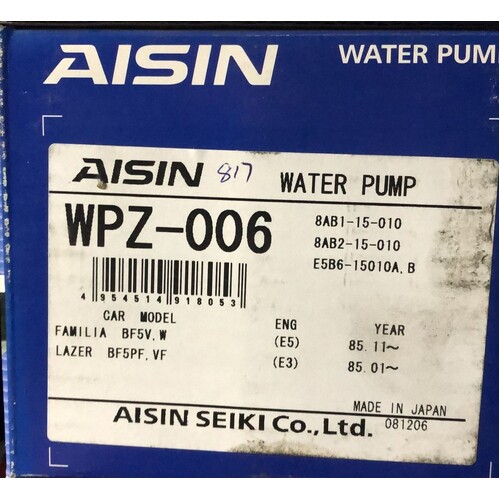 AISIN WATER PUM
AISIN 817 WATER PUMP
WPZ-006
8AB1-15-010
8AB2-15-010
E5B6-15010A,B
4 954514 918053
CAR MODEL ENG YEAR
FAMILIA BF5V,W (E5) 85.11~
LAZER BF5PF,VF (E3) 85.01~
MADE IN JAPAN
AISIN SEIKI Co.,Ltd. 081206